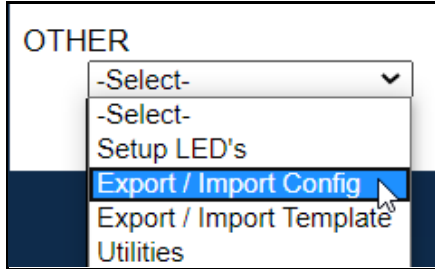 OTHER
-Select-
-Select-
Setup LED's
Export / Import Config
Export / Import Template
Utilities